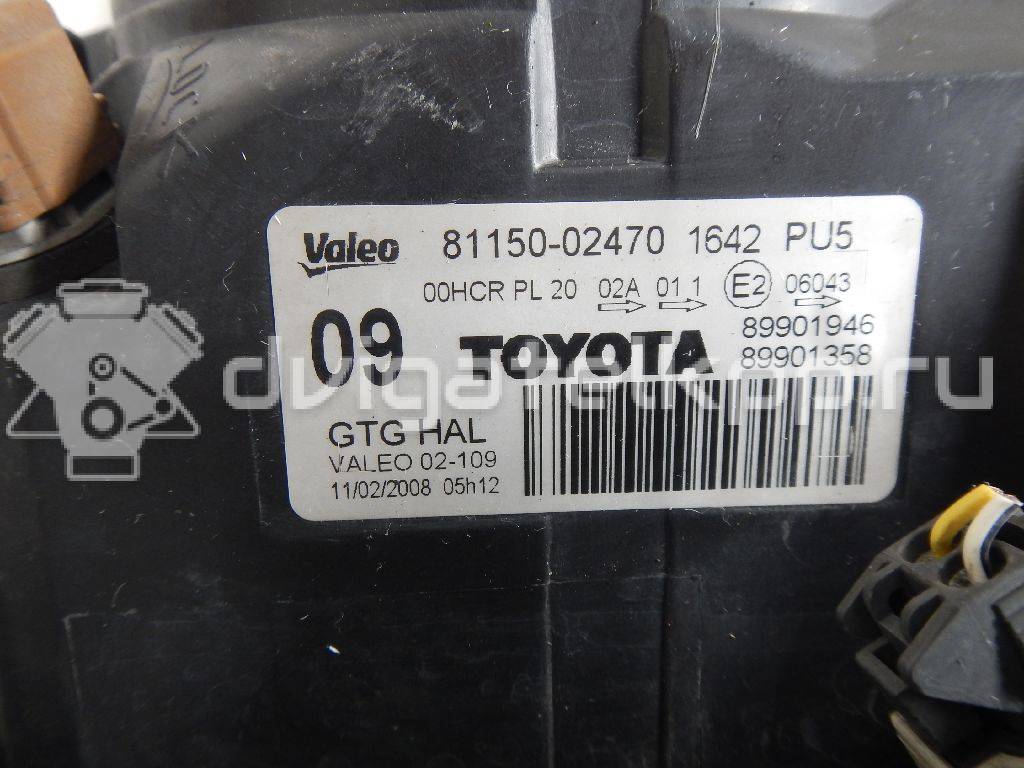 Valeo 81150-02470 1642 PU5
00HCR PL 20 02A 01 1 E2 06043
09 TOYOTA 89901946
89901358
GTG HAL
VALEO 02-109
11/02/2008 05h12
dvigatelkpp.ru